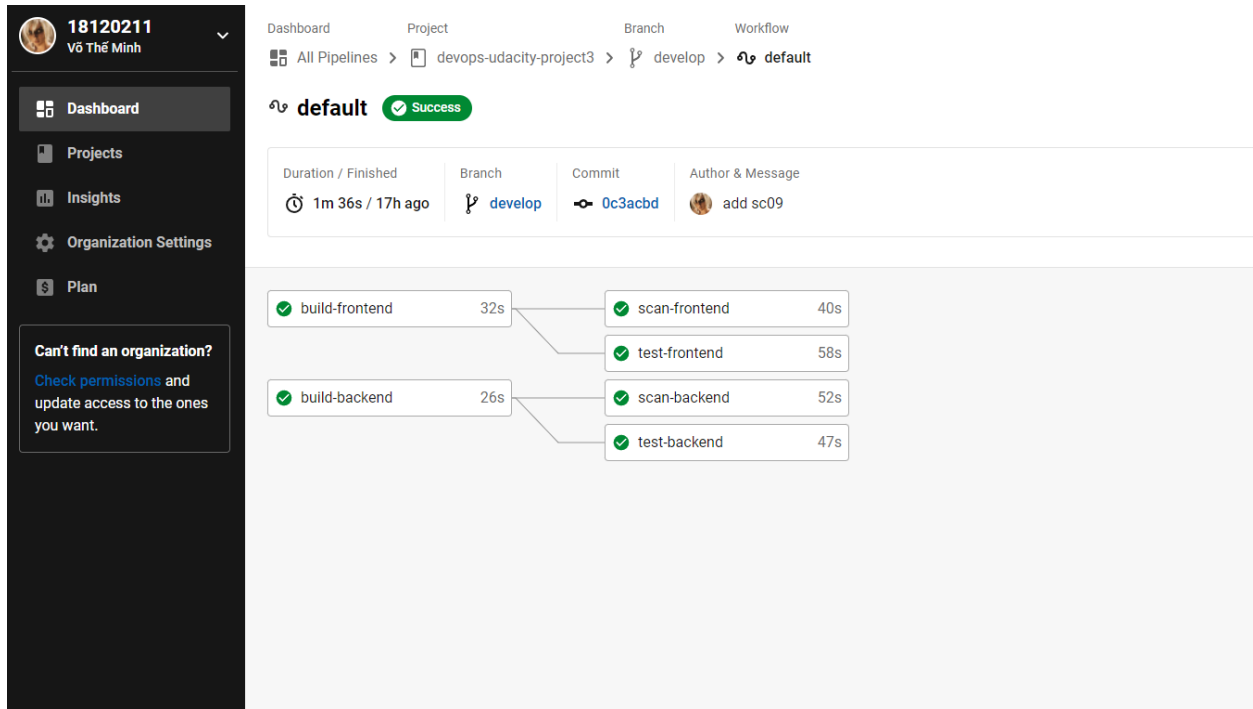 18120211
Võ Thế Minh
Dashboard
Projects
Insights
Organization Settings
Plan
Can't find an organization?
Check permissions and
update access to the ones
you want.
Dashboard Project Branch Workflow
All Pipelines > devops-udacity-project3 > develop > default
default Success
Duration / Finished Branch Commit Author & Message
1m 36s / 17h ago develop 0c3acbd add sc09
build-frontend 32s scan-frontend 40s
test-frontend 58s
build-backend 26s scan-backend 52s
test-backend 47s